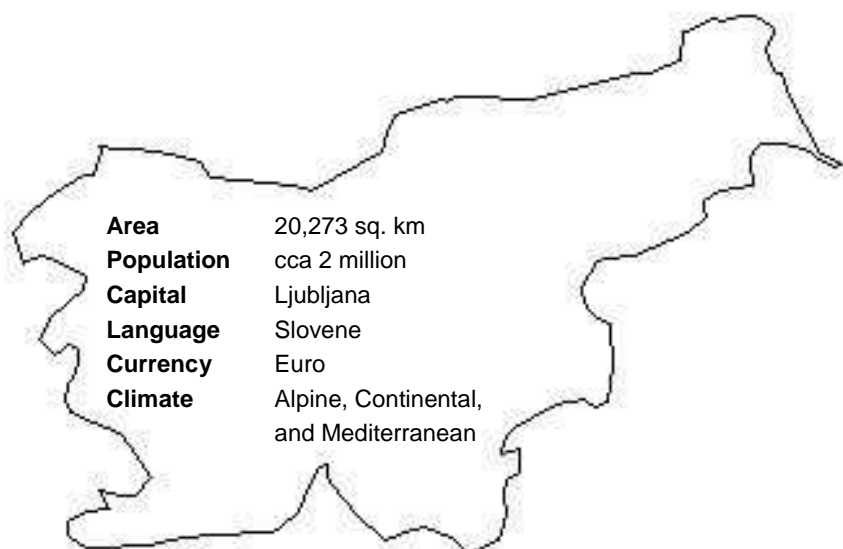 Area 20,273 sq. km
Population cca 2 million
Capital Ljubljana
Language Slovene
Currency Euro
Climate Alpine, Continental,
and Mediterranean